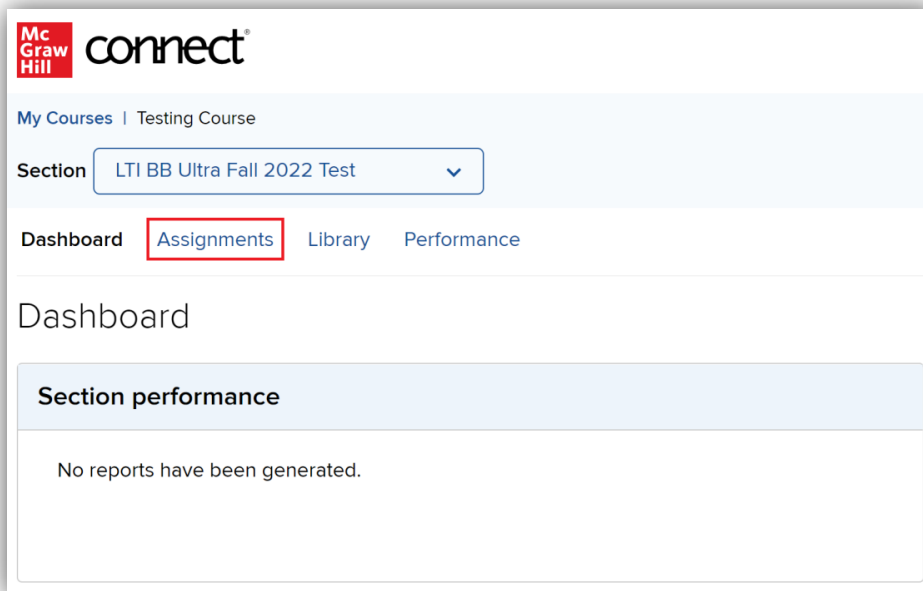 Mc
Graw
Hill
connect®
My Courses | Testing Course
Section LTI BB Ultra Fall 2022 Test
Dashboard Assignments Library Performance
Dashboard
Section performance
No reports have been generated.